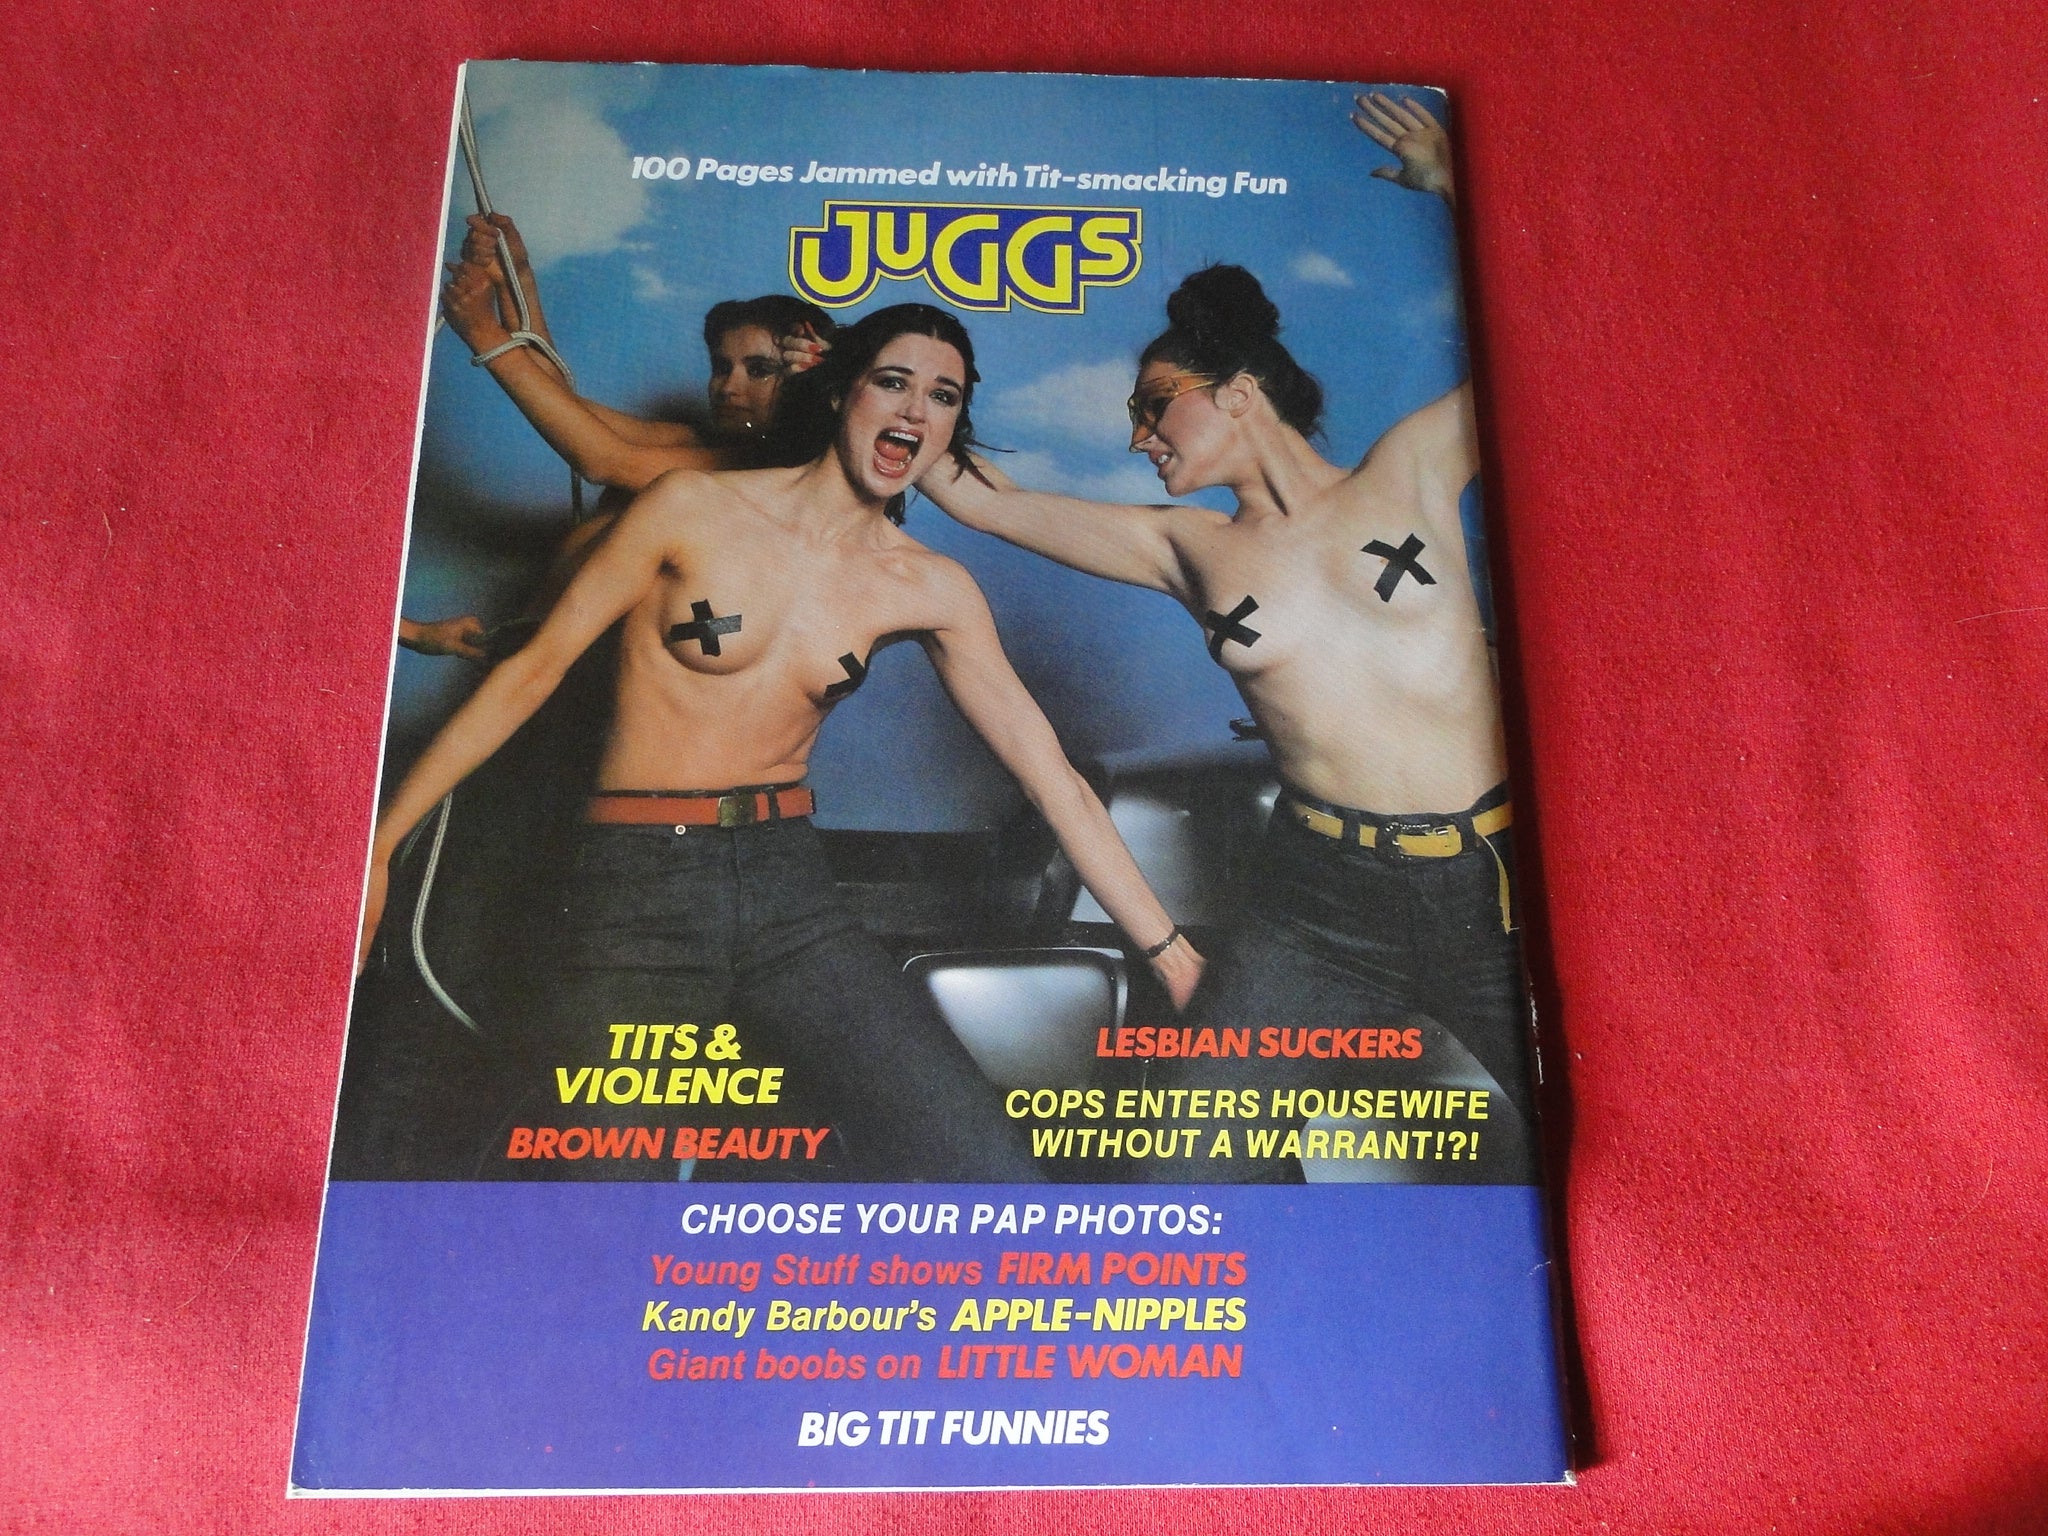 100 Pages Jammed with Tit-smacking Fun
JUGGS
TITS &
VIOLENCE
BROWN BEAUTY
LESBIAN SUCKERS
COPS ENTERS HOUSEWIFE
WITHOUT A WARRANT!?!
CHOOSE YOUR PAP PHOTOS:
Young Stuff shows FIRM POINTS
Kandy Barbour's APPLE-NIPPLES
Giant boobs on LITTLE WOMAN
BIG TIT FUNNIES